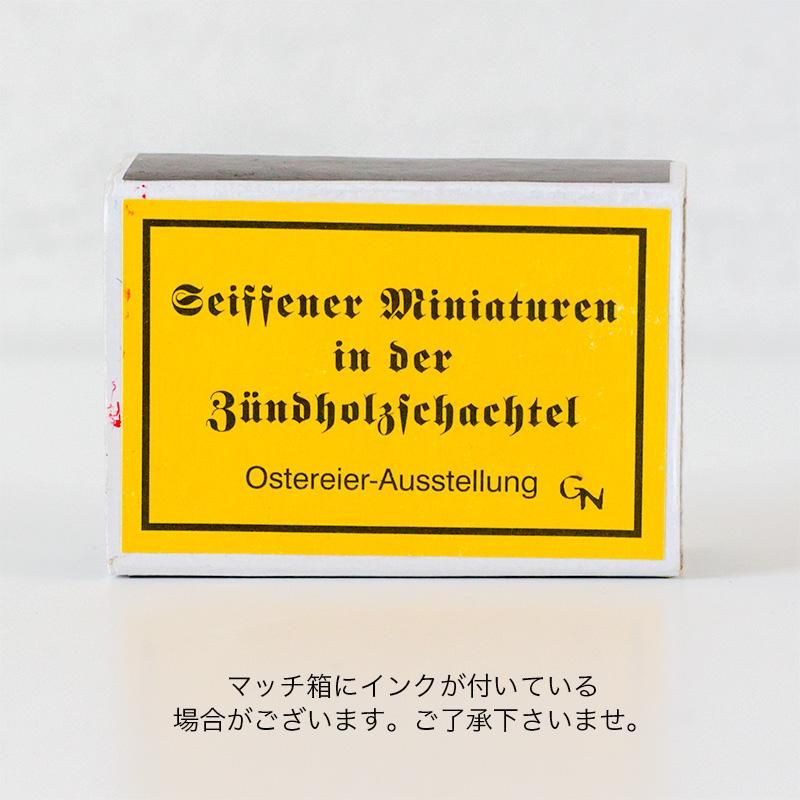 Seiffener Miniaturen
in der
Zündholzschachtel
Ostereier-Ausstellung GN
マッチ箱にインクが付いている
場合がございます。ご了承下さいませ。